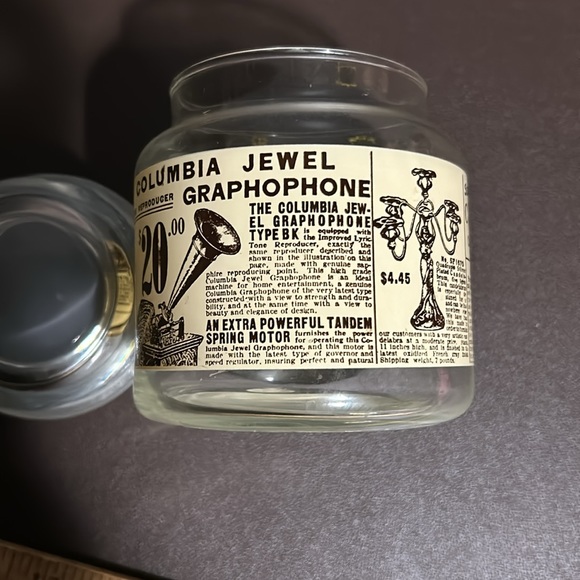 COLUMBIA JEWEL
REPRODUCER GRAPHOPHONE
$20.00
THE COLUMBIA JEW-
EL GRAPHOPHONE
TYPE BK is equipped with
the Improved Lyric
Tone Reproducer, exactly the
same reproducer described and
shown in the illustration on this
page, made with genuine sap-
phire reproducing point. This high grade
Columbia Jewel Graphophone is an ideal
machine for home entertainment, a genuine
Columbia Graphophone of the very latest type
constructed with a view to strength and dura-
bility, and at the same time with a view to
beauty and elegance of design.
AN EXTRA POWERFUL TANDEM
SPRING MOTOR furnishes the power
for operating this Co-
lumbia Jewel Graphophone, and this motor is
made with the latest type of governor and
speed regulator, insuring perfect and natural
$4.45
our customers with a very artistic
delabra at a moderate price,
11 inches high, and is finished in
latest oxidized French gray
Shipping weight, 7 pounds.